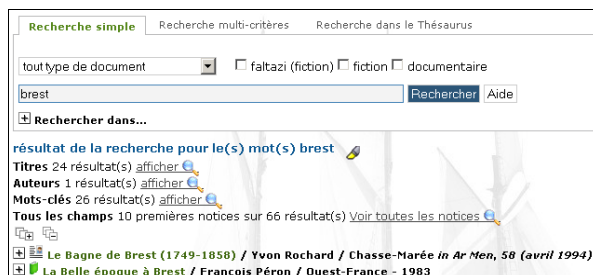 Recherche simple Recherche multi-critères Recherche dans le Thésaurus
tout type de document faltazi (fiction) fiction documentaire
brest Rechercher Aide
Rechercher dans...
résultat de la recherche pour le(s) mot(s) brest
Titres 24 résultat(s) afficher
Auteurs 1 résultat(s) afficher
Mots-clés 26 résultat(s) afficher
Tous les champs 10 premières notices sur 66 résultat(s) Voir toutes les notices
Le Bagne de Brest (1749-1858) / Yvon Rochard / Chasse-Marée in Ar Men, 58 (avril 1994)
La Belle époque à Brest / François Péron / Ouest-France - 1983